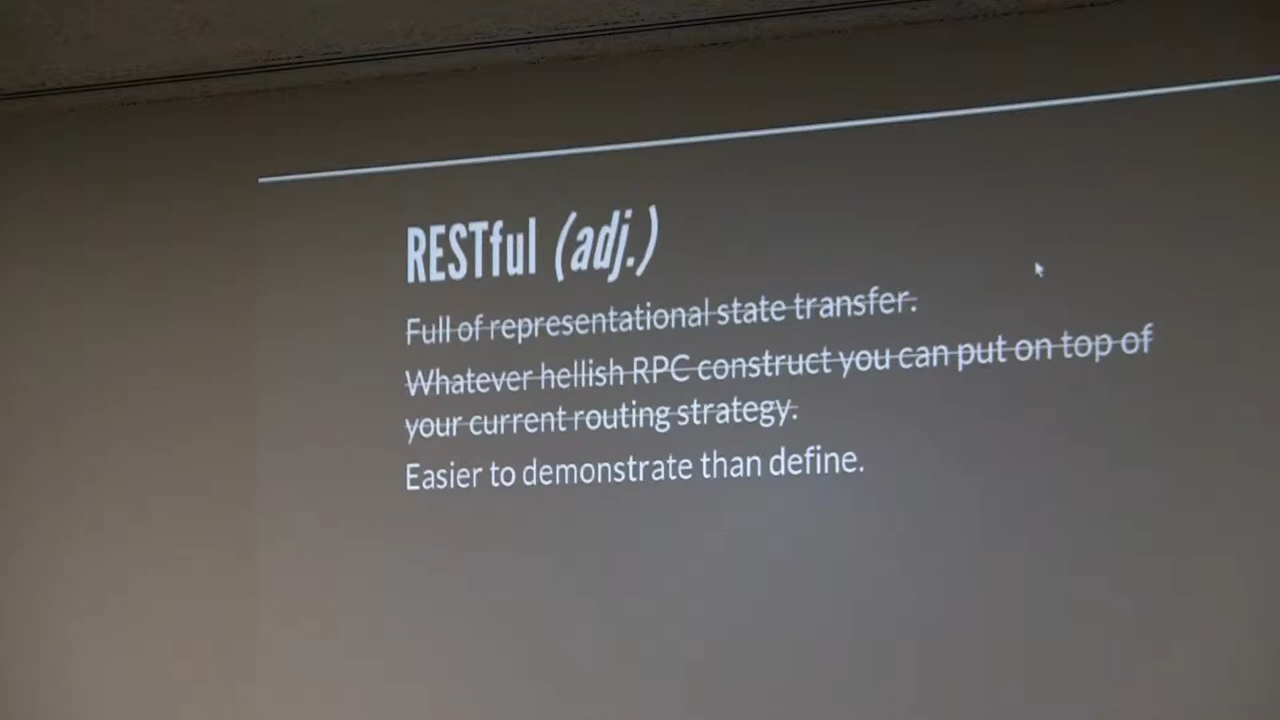 RESTful (adj.)
Full of representational state transfer.
Whatever hellish RPC construct you can put on top of
your current routing strategy.
Easier to demonstrate than define.